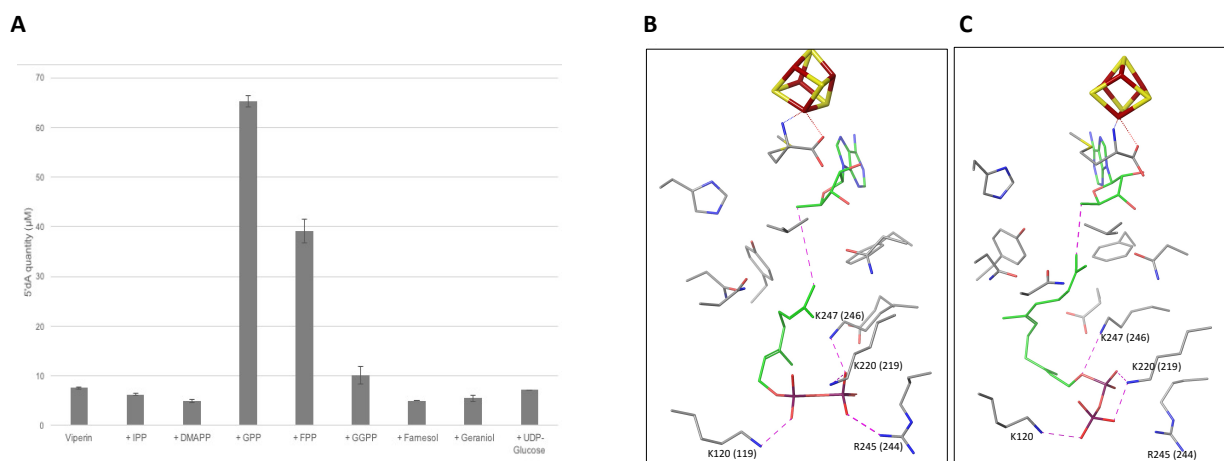 A
B
C
5'dA quantity (µM)
70
60
50
40
30
20
10
0
Viperin
+ IPP
+ DMAPP
+ GPP
+ FPP
+ GGPP
+ Farnesol
+ Geraniol
+ UDP-
Glucose
K247 (246)
K220 (219)
K120 (119)
R245 (244)
K247 (246)
K220 (219)
K120
R245 (244)